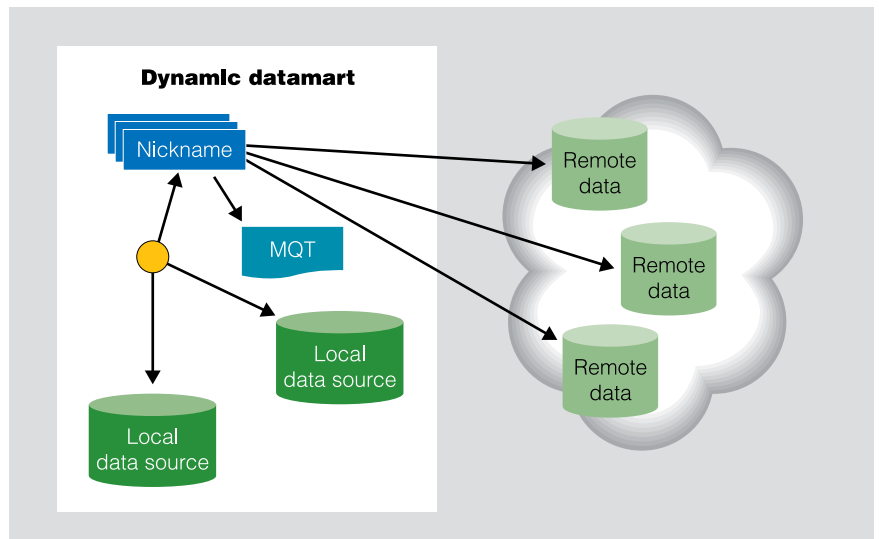 Dynamic datamart
Nickname
MQT
Local
data source
Local
data source
Remote
data
Remote
data
Remote
data